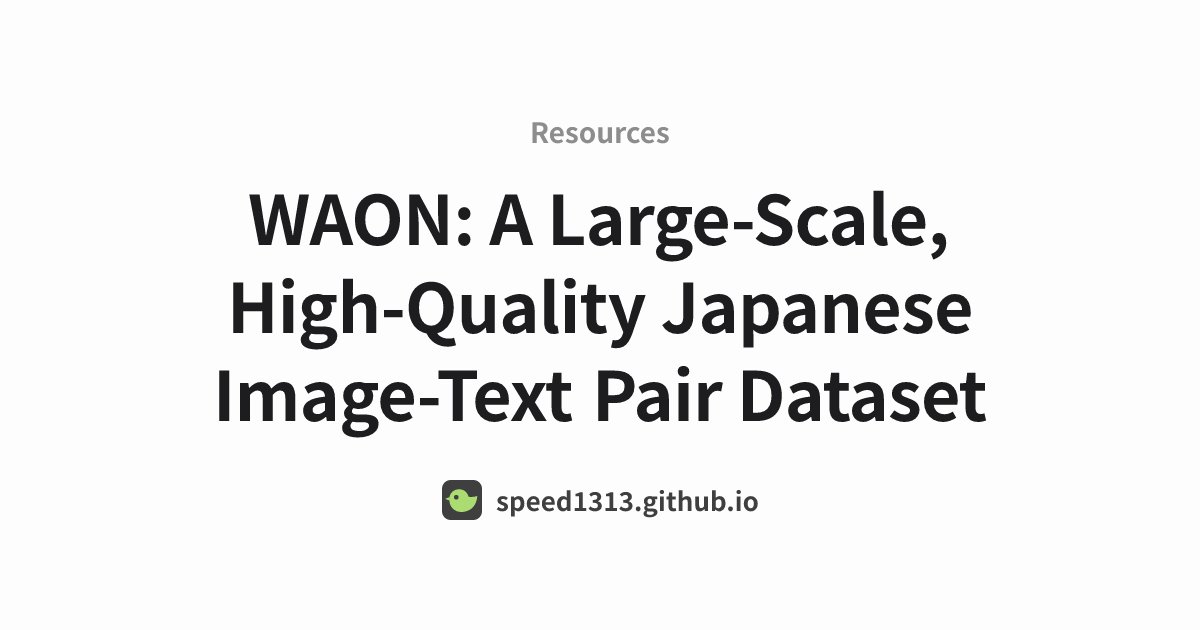 Resources
WAON: A Large-Scale,
High-Quality Japanese
Image-Text Pair Dataset
speed1313.github.io